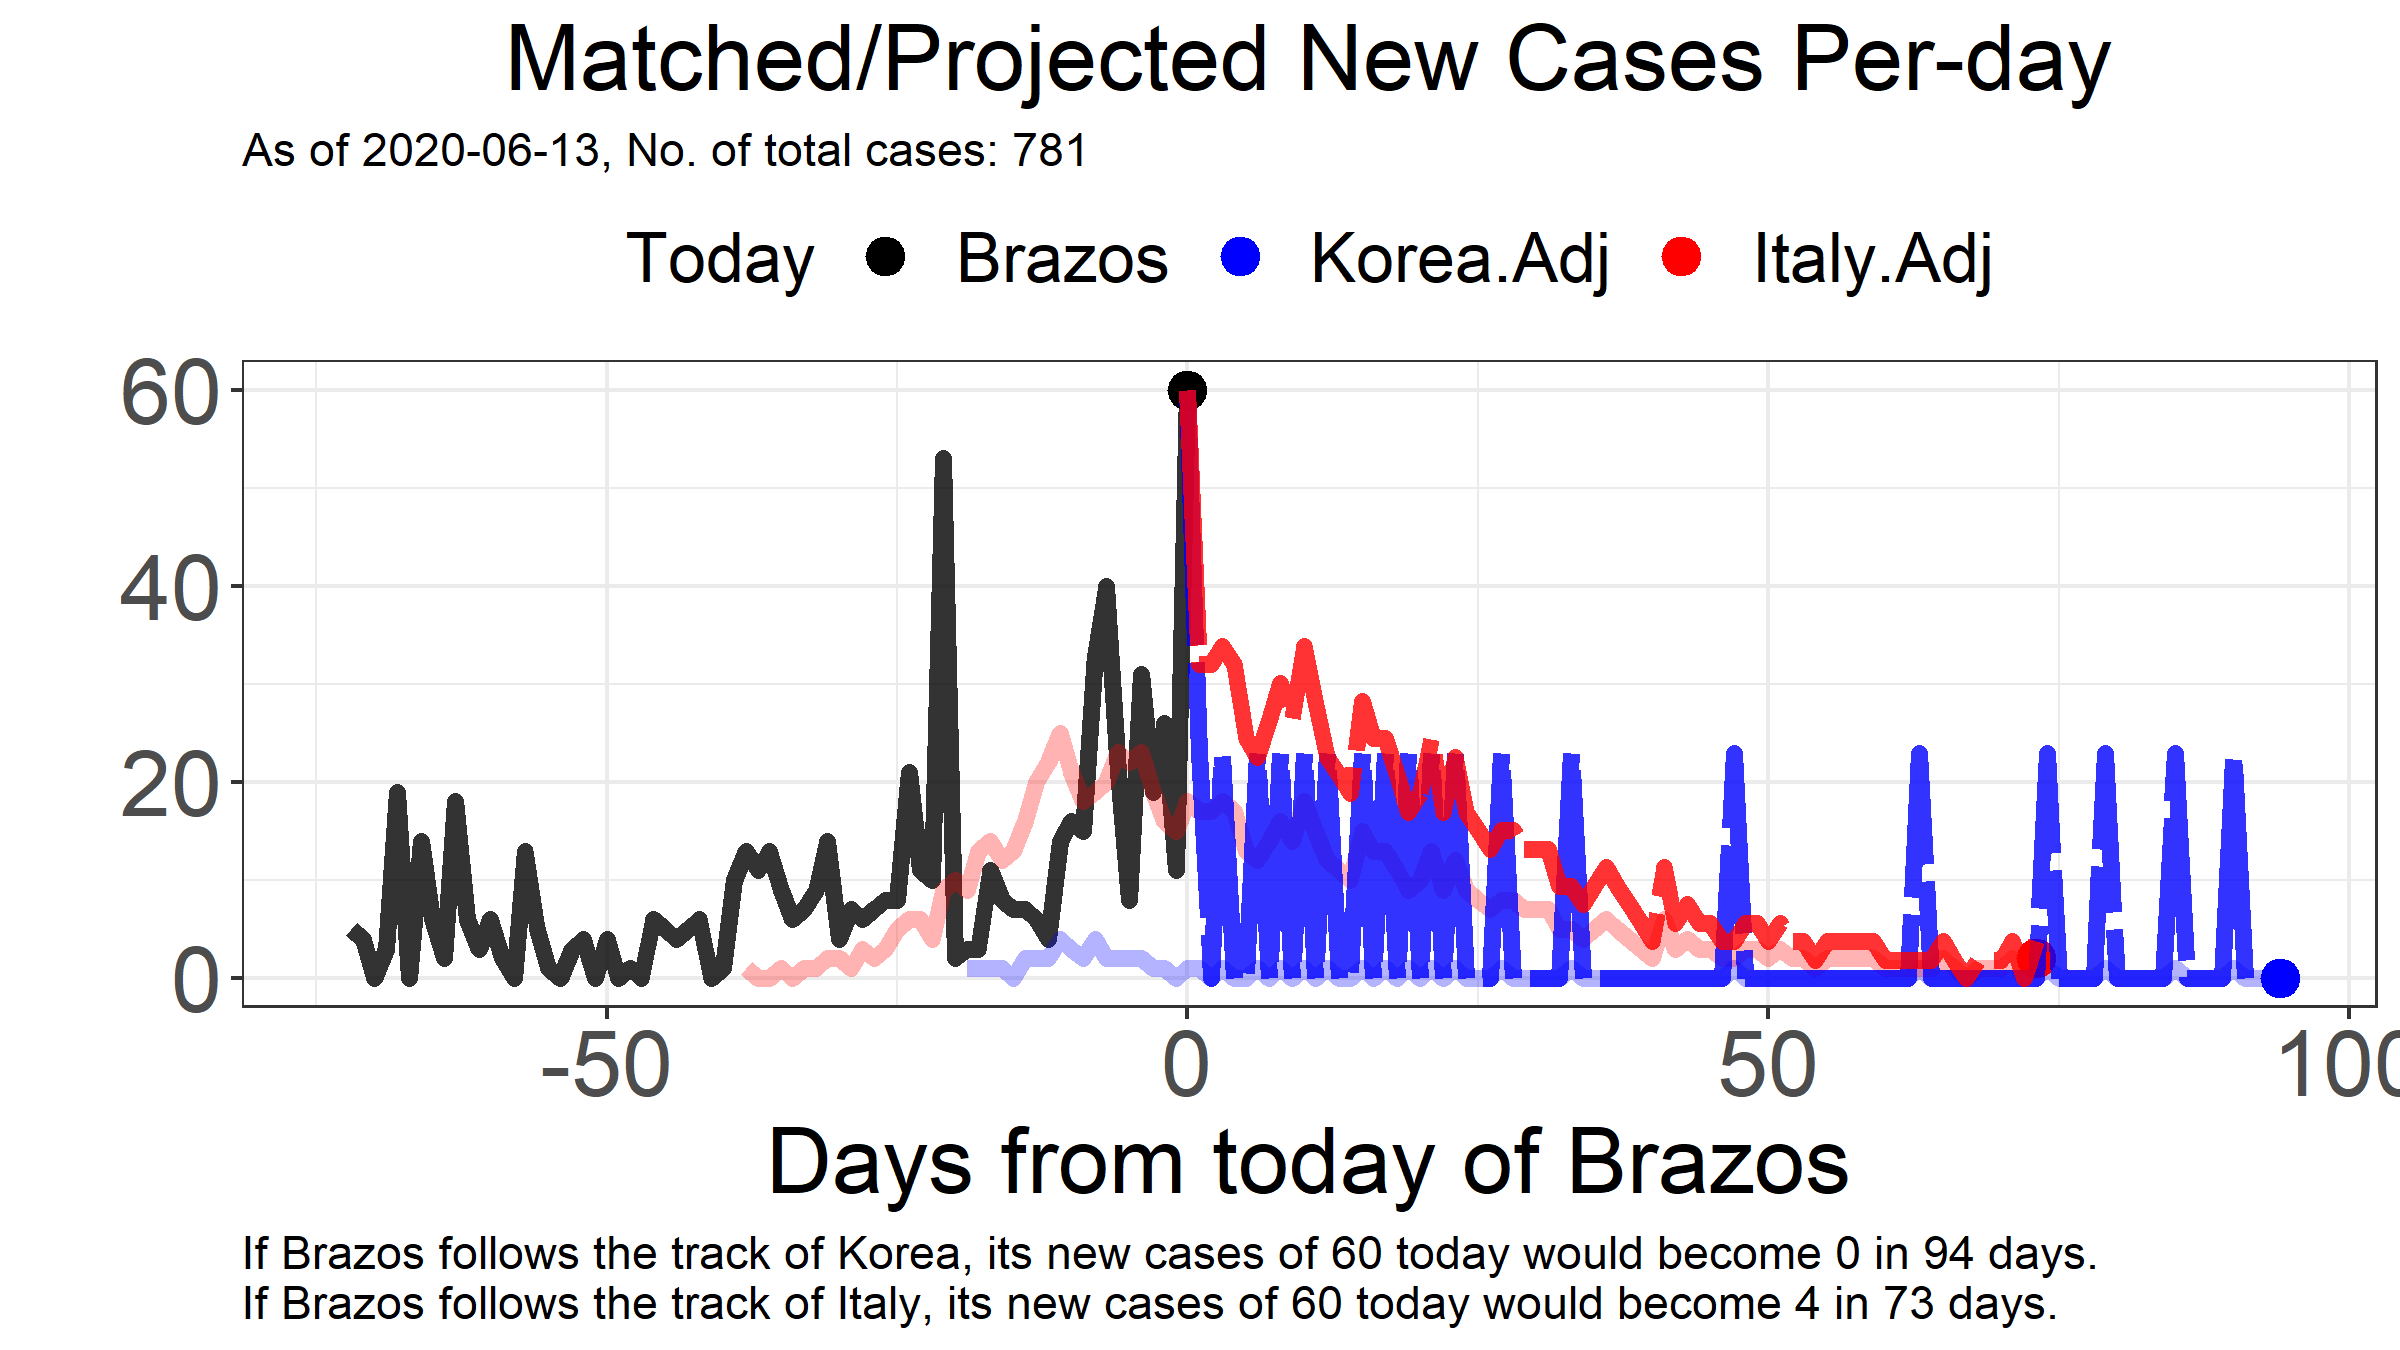 Matched/Projected New Cases Per-day
As of 2020-06-13, No. of total cases: 781
Today Brazos Korea.Adj Italy.Adj
60
40
20
0
-50 0 50 100
Days from today of Brazos
If Brazos follows the track of Korea, its new cases of 60 today would become 0 in 94 days.
If Brazos follows the track of Italy, its new cases of 60 today would become 4 in 73 days.